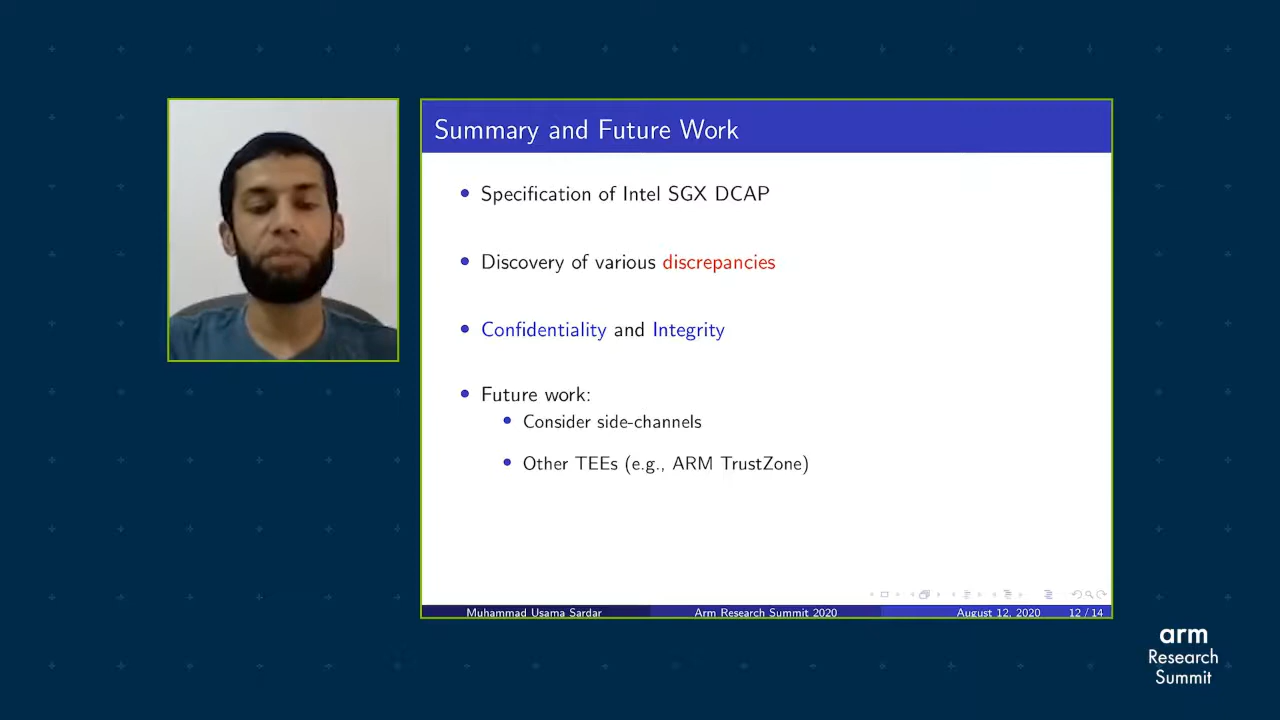 Summary and Future Work
Specification of Intel SGX DCAP
Discovery of various discrepancies
Confidentiality and Integrity
Future work:
Consider side-channels
Other TEEs (e.g., ARM TrustZone)
Muhammad Usama Sardar Arm Research Summit 2020 August 12, 2020 12 / 14
arm
Research
Summit